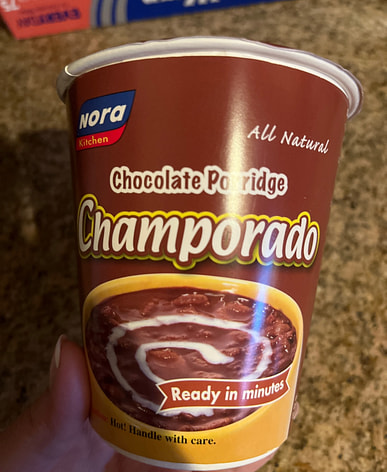 NORA
Kitchen
All Natural
Chocolate Porridge
Champorado
Ready in minutes
Hot! Handle with care.